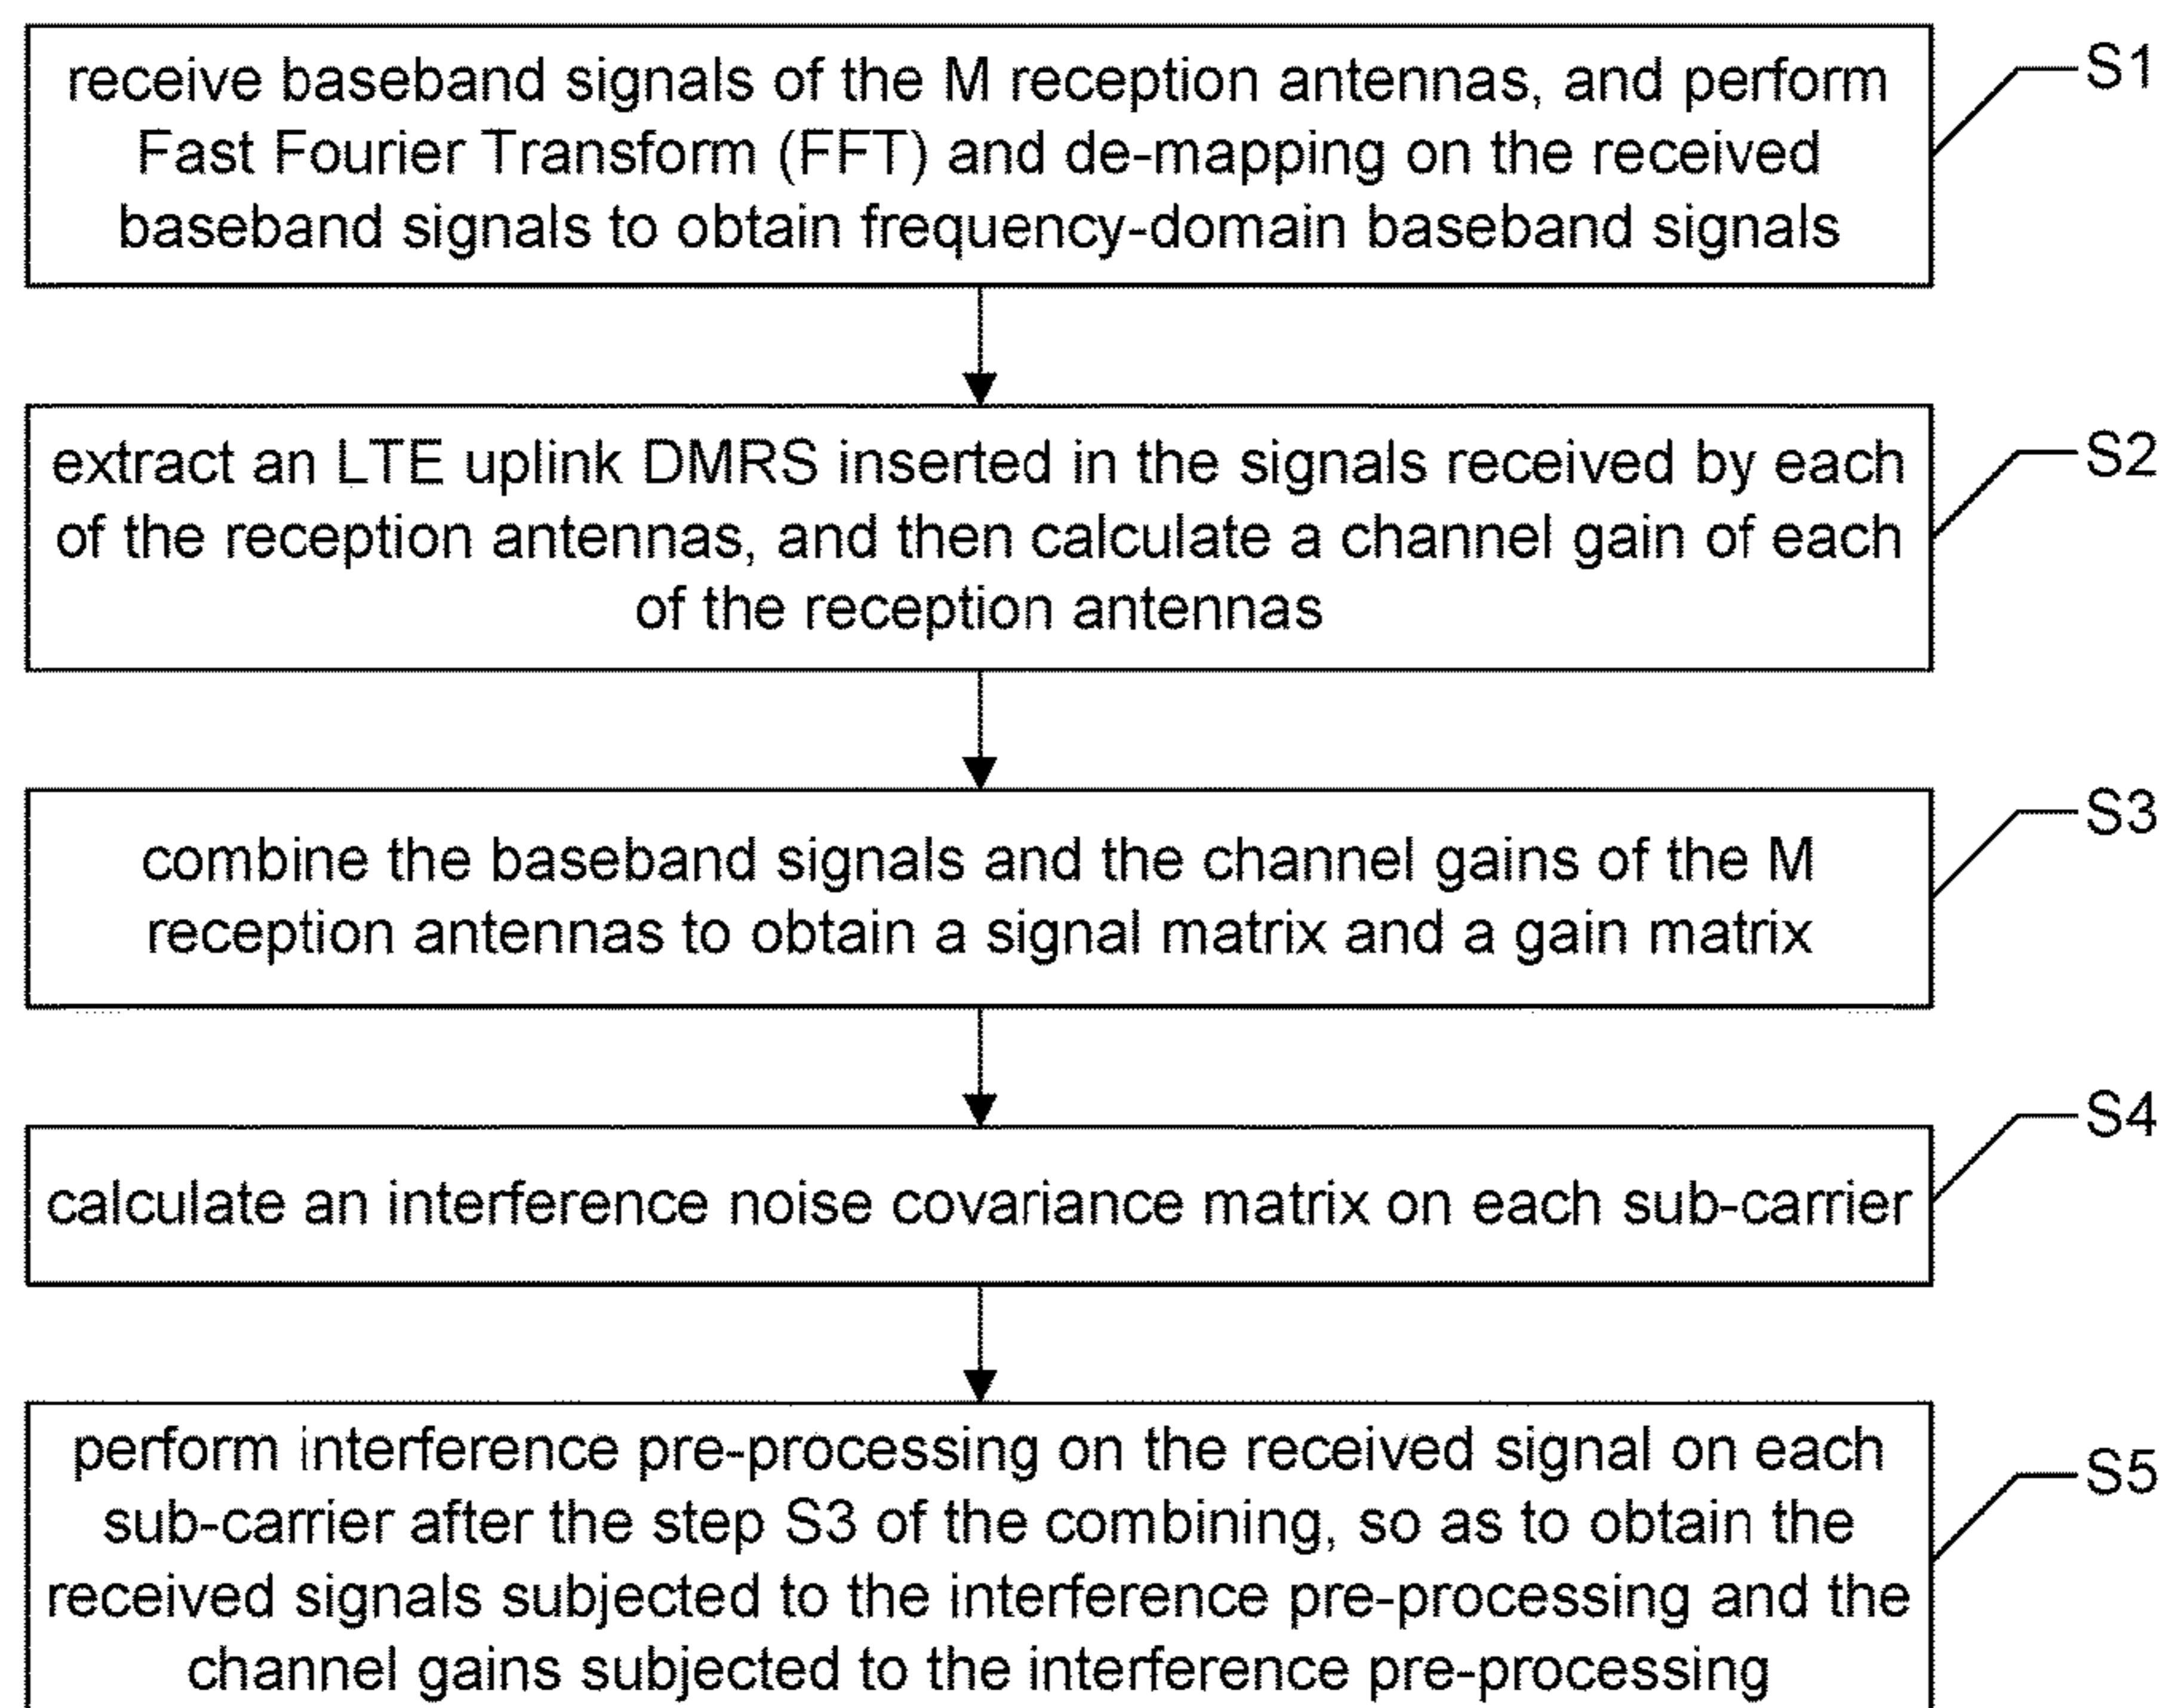 receive baseband signals of the M reception antennas, and perform
Fast Fourier Transform (FFT) and de-mapping on the received
baseband signals to obtain frequency-domain baseband signals
S1
extract an LTE uplink DMRS inserted in the signals received by each
of the reception antennas, and then calculate a channel gain of each
of the reception antennas
S2
combine the baseband signals and the channel gains of the M
reception antennas to obtain a signal matrix and a gain matrix
S3
calculate an interference noise covariance matrix on each sub-carrier
S4
perform interference pre-processing on the received signal on each
sub-carrier after the step S3 of the combining, so as to obtain the
received signals subjected to the interference pre-processing and the
channel gains subjected to the interference pre-processing
S5